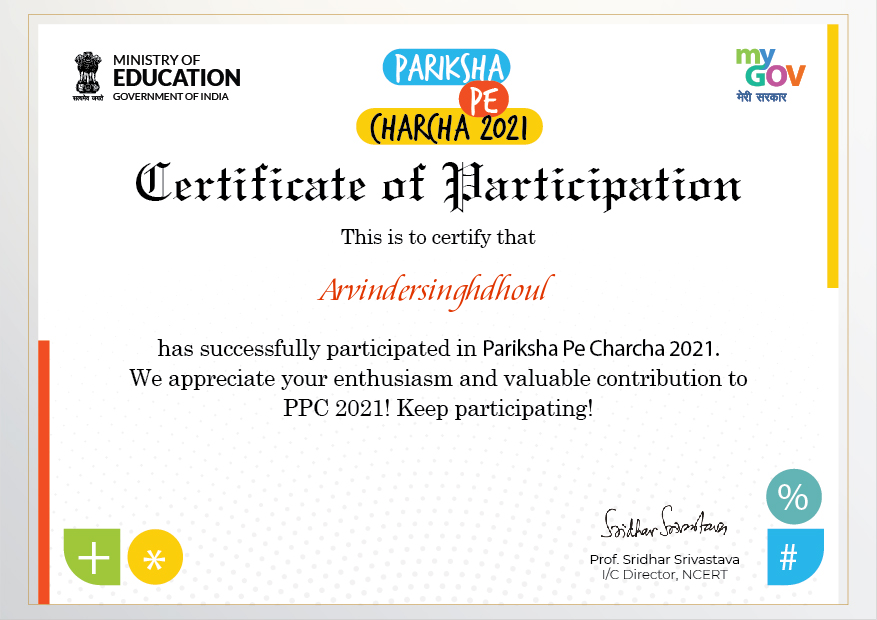 MINISTRY OF
EDUCATION
GOVERNMENT OF INDIA
सत्यमेव जयते
PARIKSHA
PE
CHARCHA 2021
my
GOV
मेरी सरकार
Certificate of Participation
This is to certify that
Arvindersinghdhoul
has successfully participated in Pariksha Pe Charcha 2021.
We appreciate your enthusiasm and valuable contribution to
PPC 2021! Keep participating!
Sridhar Srivastava
Prof. Sridhar Srivastava
I/C Director, NCERT
+
*
%
#